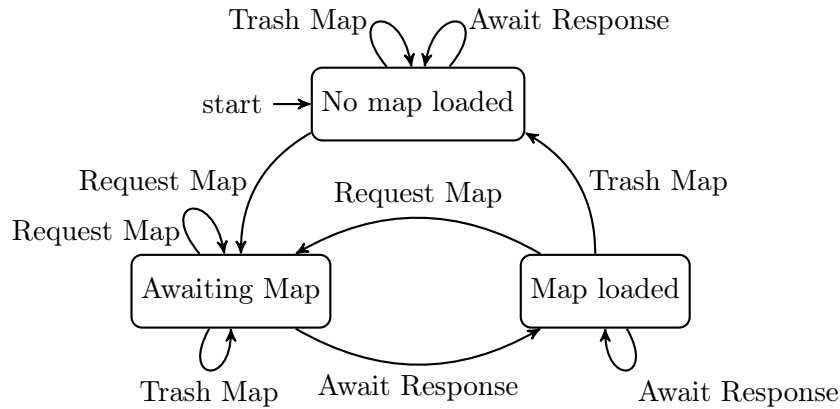 Trash Map
Await Response
start
No map loaded
Request Map
Trash Map
Request Map
Request Map
Awaiting Map
Map loaded
Trash Map
Await Response
Await Response